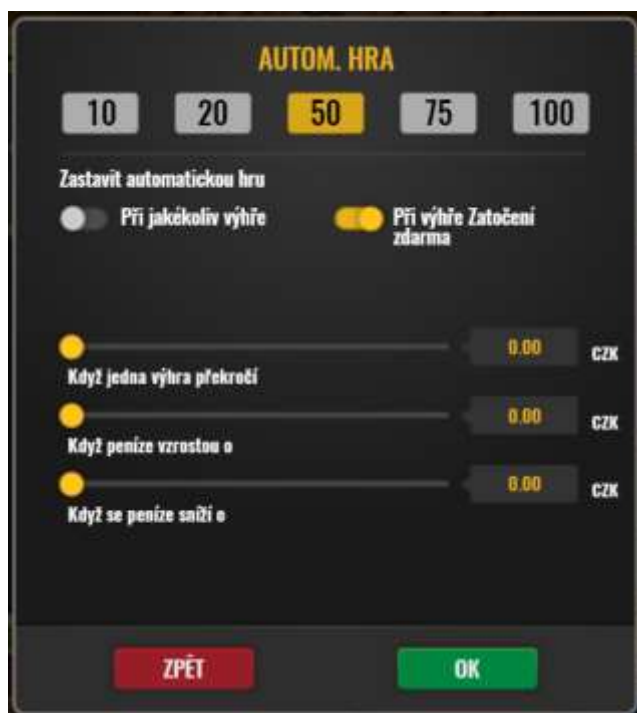 AUTOM. HRA
10 20 50 75 100
Zastavit automatickou hru
Při jakékoliv výhře
Při výhře Zatočení
zdarma
0.00 CZK
Když jedna výhra překročí
0.00 CZK
Když peníze vzrostou o
0.00 CZK
Když se peníze sníží o
ZPĚT OK